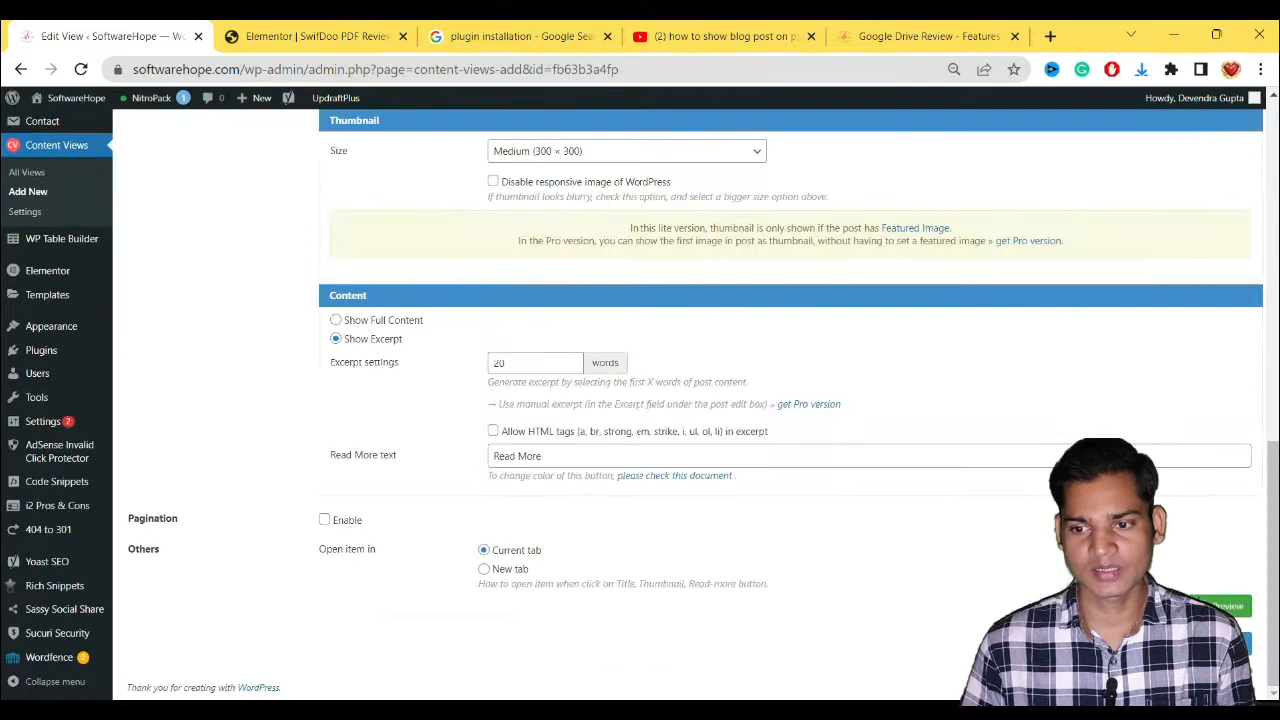 Edit View ‹ SoftwareHope — Wo
Elementor | SwifDoo PDF Review
plugin installation - Google Sea
(2) how to show blog post on p
Google Drive Review - Features
softwarehope.com/wp-admin/admin.php?page=content-views-add&id=fb63b3a4fp
SoftwareHope
NitroPack 1
0
New
UpdraftPlus
Howdy, Devendra Gupta
Contact
Content Views
All Views
Add New
Settings
WP Table Builder
Elementor
Templates
Appearance
Plugins
Users
Tools
Settings 2
AdSense Invalid
Click Protector
Code Snippets
i2 Pros & Cons
404 to 301
Yoast SEO
Rich Snippets
Sassy Social Share
Sucuri Security
Wordfence 2
Collapse menu
Thumbnail
Size
Medium (300 × 300)
Disable responsive image of WordPress
If thumbnail looks blurry, check this option, and select a bigger size option above.
In this lite version, thumbnail is only shown if the post has Featured Image.
In the Pro version, you can show the first image in post as thumbnail, without having to set a featured image » get Pro version.
Content
Show Full Content
Show Excerpt
Excerpt settings
20 words
Generate excerpt by selecting the first X words of post content.
→ Use manual excerpt (in the Excerpt field under the post edit box) » get Pro version
Allow HTML tags (a, br, strong, em, strike, i, ul, ol, li) in excerpt
Read More text
Read More
To change color of this button, please check this document .
Pagination
Enable
Others
Open item in
Current tab
New tab
How to open item when click on Title, Thumbnail, Read-more button.
Preview
Thank you for creating with WordPress.